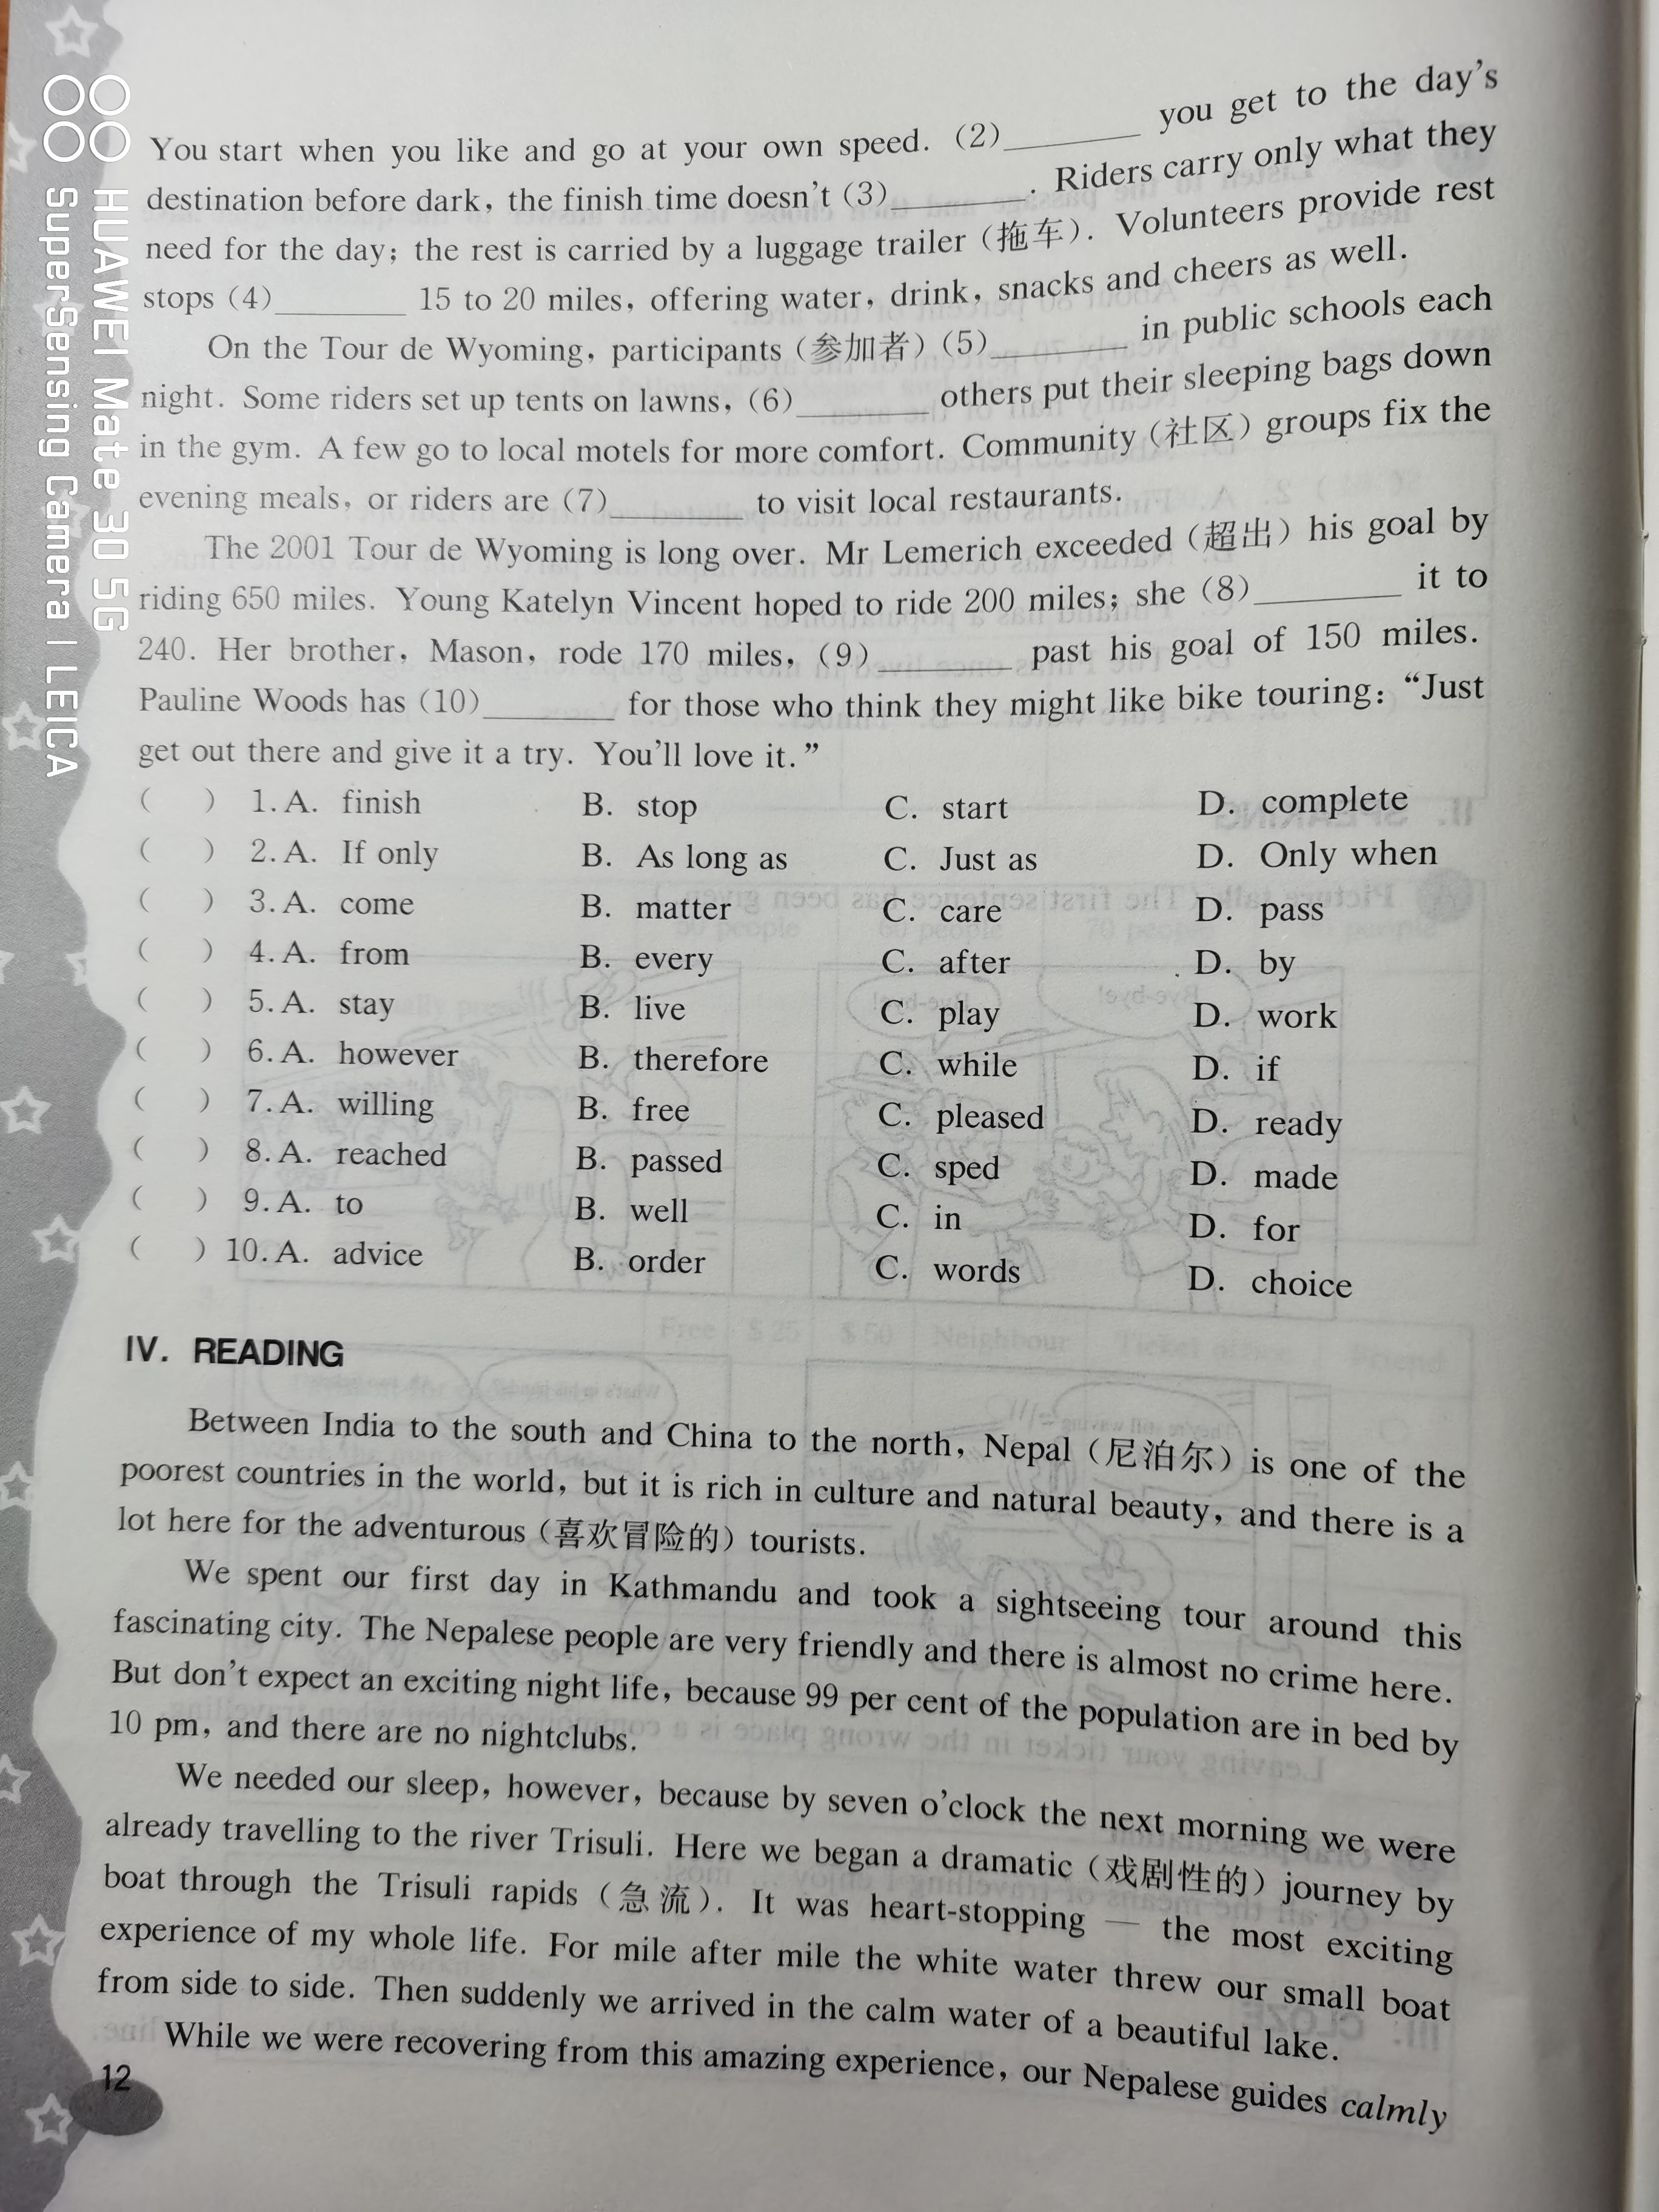 You start when you like and go at your own speed. (2)________ you get to the day's
destination before dark, the finish time doesn't (3)________. Riders carry only what they
need for the day; the rest is carried by a luggage trailer (拖车). Volunteers provide rest
stops (4)________ 15 to 20 miles, offering water, drink, snacks and cheers as well.
On the Tour de Wyoming, participants (参加者) (5)________ in public schools each
night. Some riders set up tents on lawns, (6)________ others put their sleeping bags down
in the gym. A few go to local motels for more comfort. Community (社区) groups fix the
evening meals, or riders are (7)________ to visit local restaurants.
The 2001 Tour de Wyoming is long over. Mr Lemerich exceeded (超出) his goal by
riding 650 miles. Young Katelyn Vincent hoped to ride 200 miles; she (8)________ it to
240. Her brother, Mason, rode 170 miles, (9)________ past his goal of 150 miles.
Pauline Woods has (10)________ for those who think they might like bike touring: "Just
get out there and give it a try. You'll love it."
( ) 1. A. finish B. stop C. start D. complete
( ) 2. A. If only B. As long as C. Just as D. Only when
( ) 3. A. come B. matter C. care D. pass
( ) 4. A. from B. every C. after D. by
( ) 5. A. stay B. live C. play D. work
( ) 6. A. however B. therefore C. while D. if
( ) 7. A. willing B. free C. pleased D. ready
( ) 8. A. reached B. passed C. sped D. made
( ) 9. A. to B. well C. in D. for
( ) 10. A. advice B. order C. words D. choice
IV. READING
Between India to the south and China to the north, Nepal (尼泊尔) is one of the
poorest countries in the world, but it is rich in culture and natural beauty, and there is a
lot here for the adventurous (喜欢冒险的) tourists.
We spent our first day in Kathmandu and took a sightseeing tour around this
fascinating city. The Nepalese people are very friendly and there is almost no crime here.
But don't expect an exciting night life, because 99 per cent of the population are in bed by
10 pm, and there are no nightclubs.
We needed our sleep, however, because by seven o'clock the next morning we were
already travelling to the river Trisuli. Here we began a dramatic (戏剧性的) journey by
boat through the Trisuli rapids (急流). It was heart-stopping — the most exciting
experience of my whole life. For mile after mile the white water threw our small boat
from side to side. Then suddenly we arrived in the calm water of a beautiful lake.
While we were recovering from this amazing experience, our Nepalese guides calmly
12
HUAWEI Mate 30 5G
SuperSensing Camera | LEICA